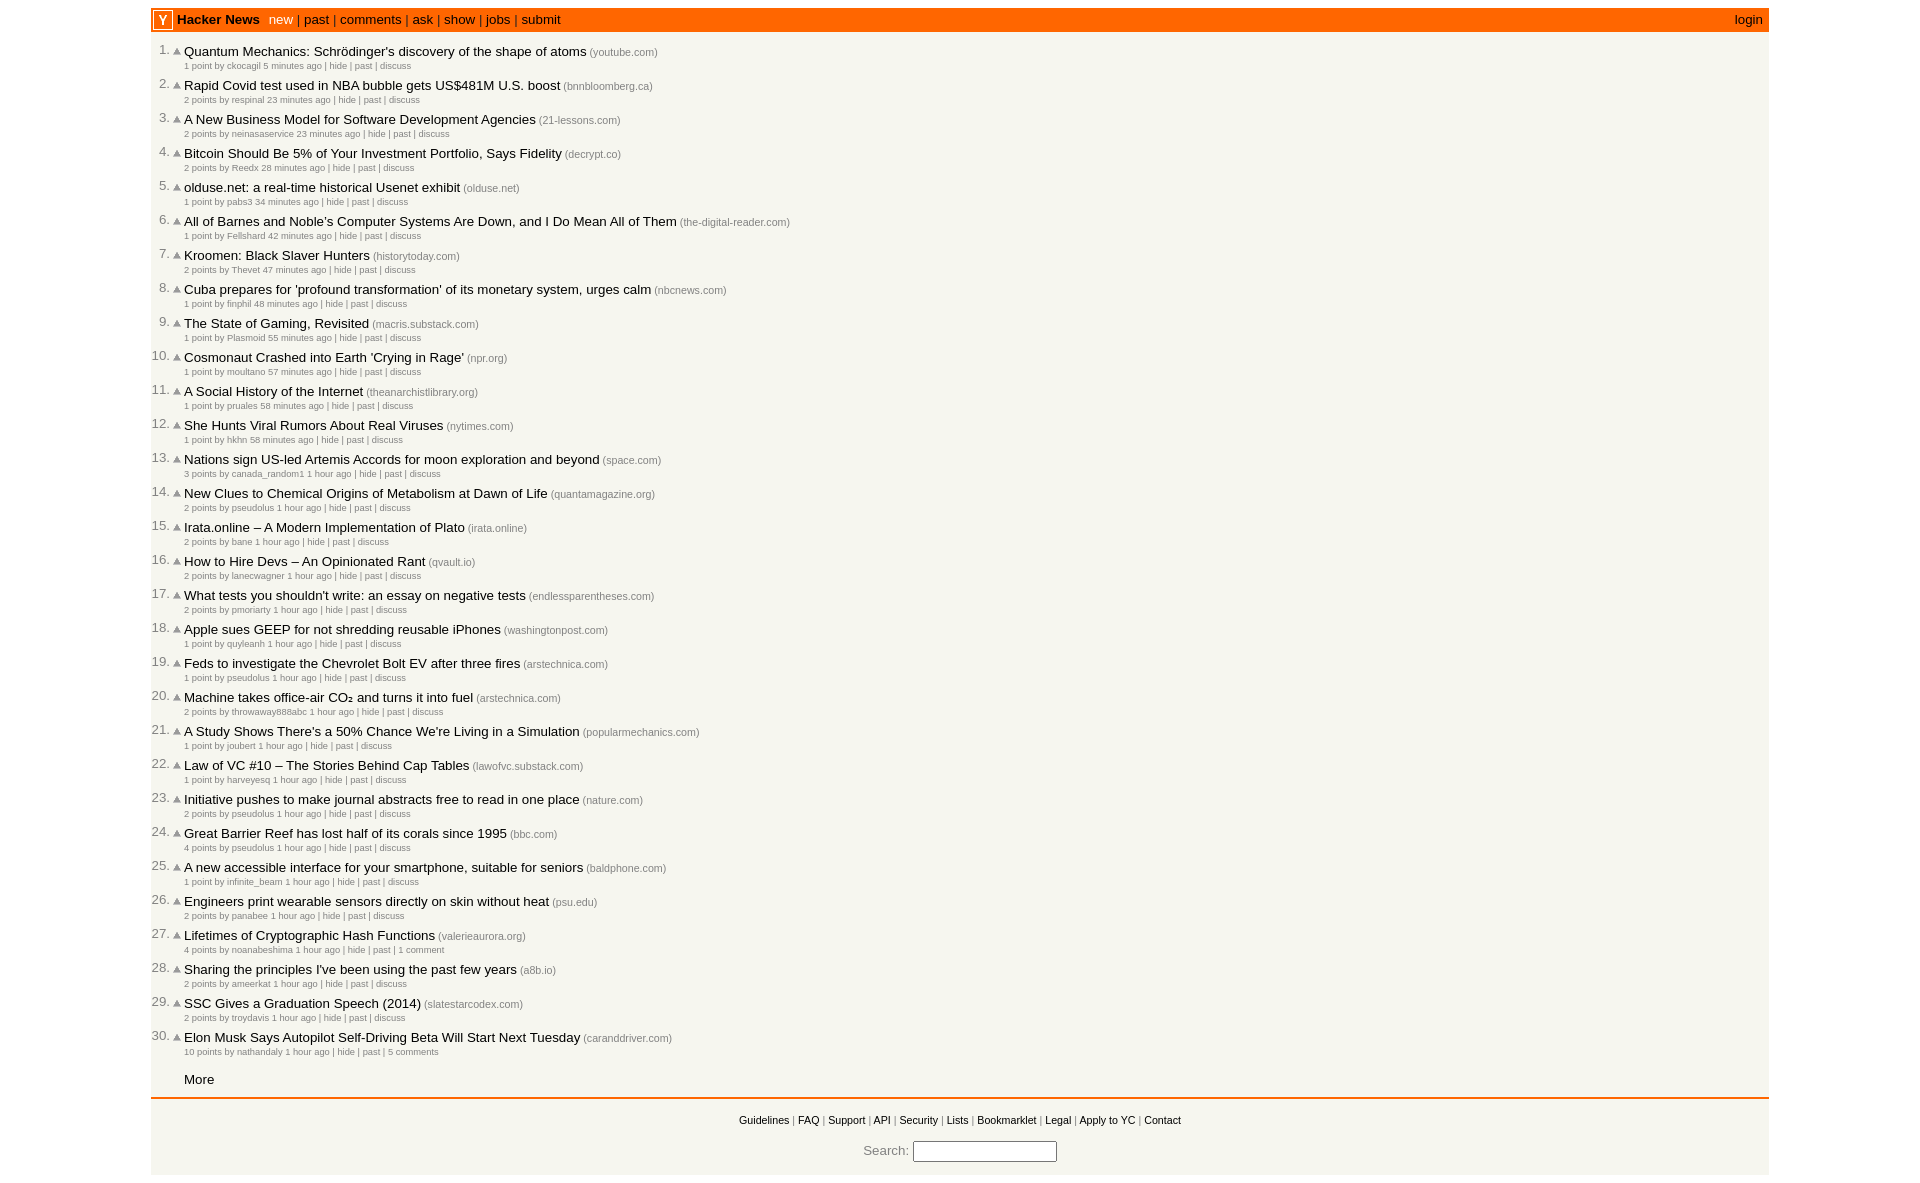 Y Hacker News new | past | comments | ask | show | jobs | submit login
1. Quantum Mechanics: Schrödinger's discovery of the shape of atoms (youtube.com)
1 point by ckocagil 5 minutes ago | hide | past | discuss
2. Rapid Covid test used in NBA bubble gets US$481M U.S. boost (bnnbloomberg.ca)
2 points by respinal 23 minutes ago | hide | past | discuss
3. A New Business Model for Software Development Agencies (21-lessons.com)
2 points by neinasaservice 23 minutes ago | hide | past | discuss
4. Bitcoin Should Be 5% of Your Investment Portfolio, Says Fidelity (decrypt.co)
2 points by Reedx 28 minutes ago | hide | past | discuss
5. olduse.net: a real-time historical Usenet exhibit (olduse.net)
1 point by pabs3 34 minutes ago | hide | past | discuss
6. All of Barnes and Noble’s Computer Systems Are Down, and I Do Mean All of Them (the-digital-reader.com)
1 point by Fellshard 42 minutes ago | hide | past | discuss
7. Kroomen: Black Slaver Hunters (historytoday.com)
2 points by Thevet 47 minutes ago | hide | past | discuss
8. Cuba prepares for 'profound transformation' of its monetary system, urges calm (nbcnews.com)
1 point by finphil 48 minutes ago | hide | past | discuss
9. The State of Gaming, Revisited (macris.substack.com)
1 point by Plasmoid 55 minutes ago | hide | past | discuss
10. Cosmonaut Crashed into Earth 'Crying in Rage' (npr.org)
1 point by moultano 57 minutes ago | hide | past | discuss
11. A Social History of the Internet (theanarchistlibrary.org)
1 point by pruales 58 minutes ago | hide | past | discuss
12. She Hunts Viral Rumors About Real Viruses (nytimes.com)
1 point by hkhn 58 minutes ago | hide | past | discuss
13. Nations sign US-led Artemis Accords for moon exploration and beyond (space.com)
3 points by canada_random1 1 hour ago | hide | past | discuss
14. New Clues to Chemical Origins of Metabolism at Dawn of Life (quantamagazine.org)
2 points by pseudolus 1 hour ago | hide | past | discuss
15. Irata.online – A Modern Implementation of Plato (irata.online)
2 points by bane 1 hour ago | hide | past | discuss
16. How to Hire Devs – An Opinionated Rant (qvault.io)
2 points by lanecwagner 1 hour ago | hide | past | discuss
17. What tests you shouldn't write: an essay on negative tests (endlessparentheses.com)
2 points by pmoriarty 1 hour ago | hide | past | discuss
18. Apple sues GEEP for not shredding reusable iPhones (washingtonpost.com)
1 point by quyleanh 1 hour ago | hide | past | discuss
19. Feds to investigate the Chevrolet Bolt EV after three fires (arstechnica.com)
1 point by pseudolus 1 hour ago | hide | past | discuss
20. Machine takes office-air CO₂ and turns it into fuel (arstechnica.com)
2 points by throwaway888abc 1 hour ago | hide | past | discuss
21. A Study Shows There's a 50% Chance We're Living in a Simulation (popularmechanics.com)
1 point by joubert 1 hour ago | hide | past | discuss
22. Law of VC #10 – The Stories Behind Cap Tables (lawofvc.substack.com)
1 point by harveyesq 1 hour ago | hide | past | discuss
23. Initiative pushes to make journal abstracts free to read in one place (nature.com)
2 points by pseudolus 1 hour ago | hide | past | discuss
24. Great Barrier Reef has lost half of its corals since 1995 (bbc.com)
4 points by pseudolus 1 hour ago | hide | past | discuss
25. A new accessible interface for your smartphone, suitable for seniors (baldphone.com)
1 point by infinite_beam 1 hour ago | hide | past | discuss
26. Engineers print wearable sensors directly on skin without heat (psu.edu)
2 points by panabee 1 hour ago | hide | past | discuss
27. Lifetimes of Cryptographic Hash Functions (valerieaurora.org)
4 points by noanabeshima 1 hour ago | hide | past | 1 comment
28. Sharing the principles I've been using the past few years (a8b.io)
2 points by ameerkat 1 hour ago | hide | past | discuss
29. SSC Gives a Graduation Speech (2014) (slatestarcodex.com)
2 points by troydavis 1 hour ago | hide | past | discuss
30. Elon Musk Says Autopilot Self-Driving Beta Will Start Next Tuesday (caranddriver.com)
10 points by nathandaly 1 hour ago | hide | past | 5 comments
More
Guidelines | FAQ | Support | API | Security | Lists | Bookmarklet | Legal | Apply to YC | Contact
Search: